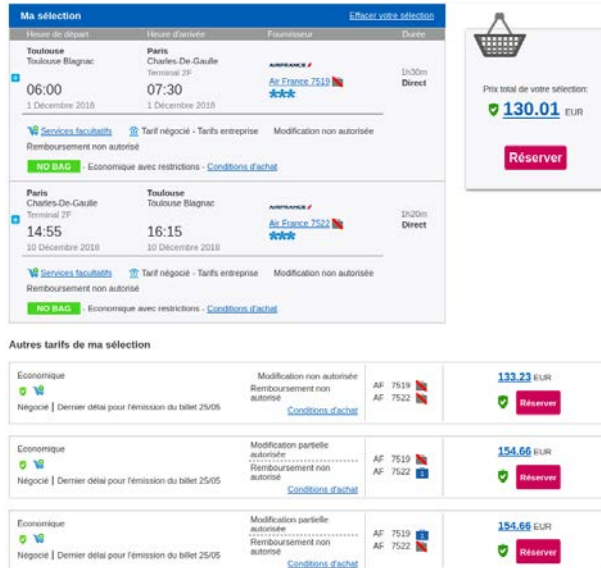 Ma sélection
Effacer votre sélection
Heure de départ Heure d'arrivée Fournisseur Durée
Toulouse Paris
Toulouse Blagnac Charles-De-Gaulle
Terminal 2F
AIRFRANCE
06:00 07:30 Air France 7519 1h30m
Direct
1 Décembre 2018 1 Décembre 2018
Services facultatifs Tarif négocié - Tarifs entreprise Modification non autorisée
Remboursement non autorisé
NO BAG - Economique avec restrictions - Conditions d'achat
Paris Toulouse
Charles-De-Gaulle Toulouse Blagnac
Terminal 2F
AIRFRANCE
14:55 16:15 Air France 7522 1h20m
Direct
10 Décembre 2018 10 Décembre 2018
Services facultatifs Tarif négocié - Tarifs entreprise Modification non autorisée
Remboursement non autorisé
NO BAG - Economique avec restrictions - Conditions d'achat
Prix total de votre sélection:
130.01 EUR
Réserver
Autres tarifs de ma sélection
Économique
Négocié | Dernier délai pour l'émission du billet 25/05
Modification non autorisée
Remboursement non
autorisé
Conditions d'achat
AF 7519
AF 7522
133.23 EUR
Réserver
Économique
Négocié | Dernier délai pour l'émission du billet 25/05
Modification partielle
autorisée
Remboursement non
autorisé
Conditions d'achat
AF 7519
AF 7522 1
154.66 EUR
Réserver
Économique
Négocié | Dernier délai pour l'émission du billet 25/05
Modification partielle
autorisée
Remboursement non
autorisé
Conditions d'achat
AF 7519 1
AF 7522
154.66 EUR
Réserver